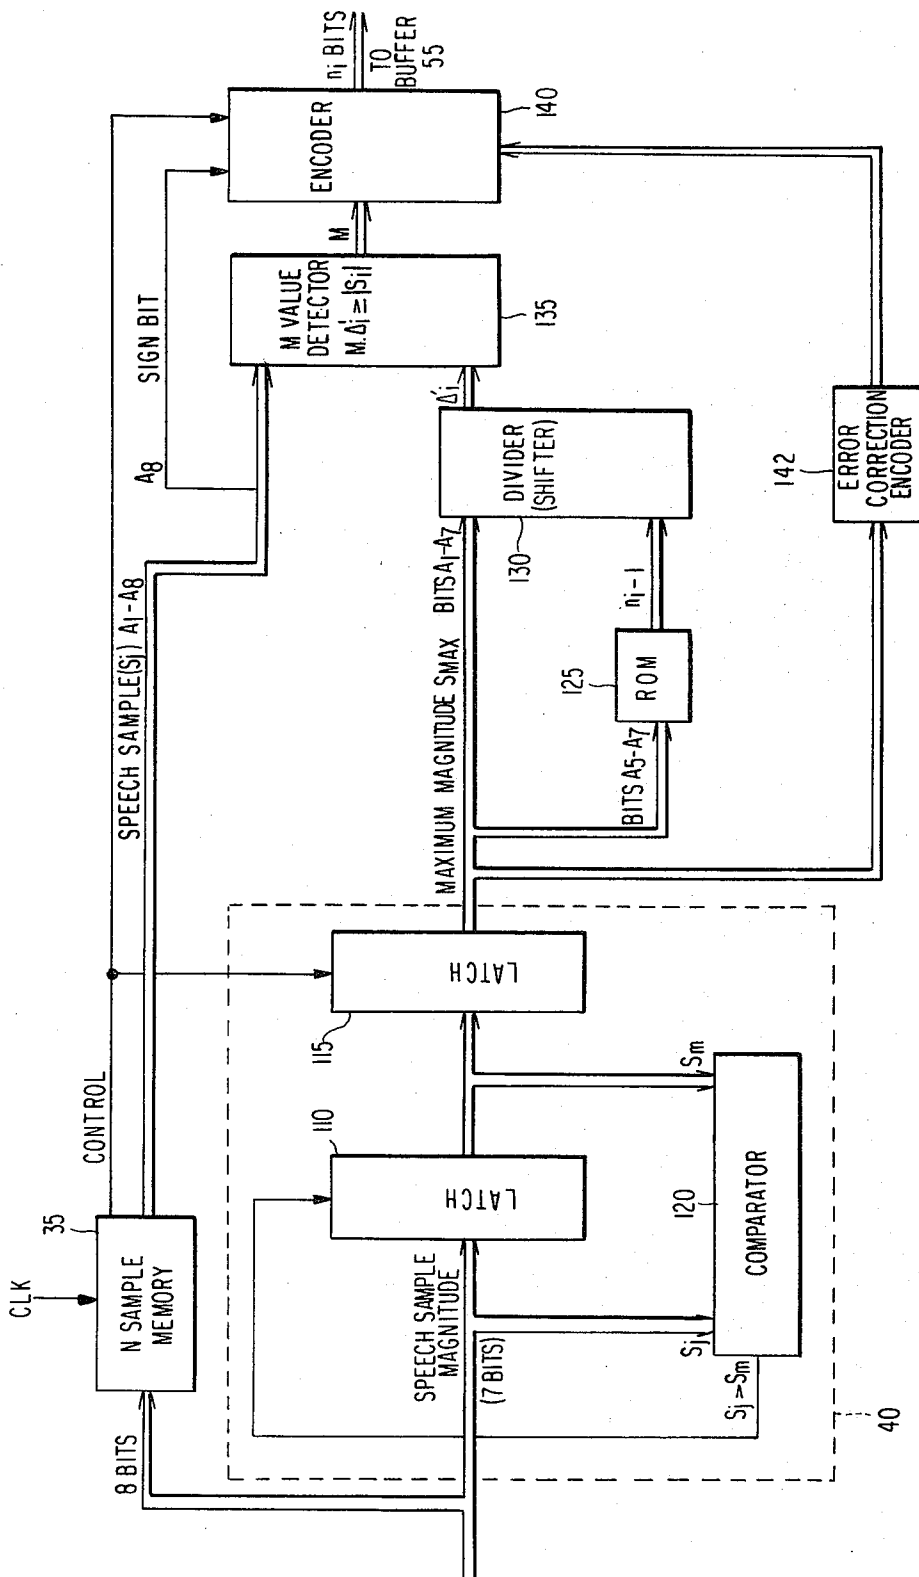 CLK
35
N SAMPLE
MEMORY
8 BITS
CONTROL
SPEECH SAMPLE(Sj) A1-A8
A8
SIGN BIT
SPEECH SAMPLE
MAGNITUDE
(7 BITS)
110
LATCH
115
LATCH
Sj
Sm
120
COMPARATOR
Sj>Sm
40
MAXIMUM MAGNITUDE SMAX BITS A1-A7
BITS A5-A7
125
ROM
ni-1
130
DIVIDER
(SHIFTER)
Δ'i
M VALUE
DETECTOR
M.Δ'i≥|Si|
135
M
ENCODER
140
ni BITS
TO
BUFFER
55
142
ERROR
CORRECTION
ENCODER